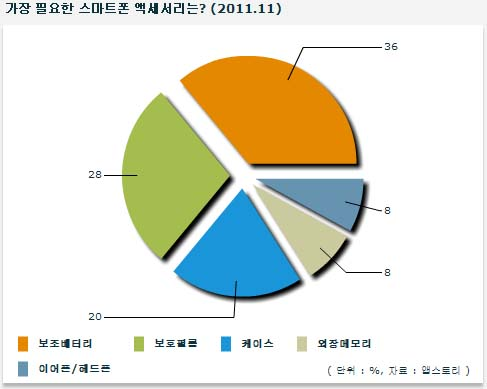 가장 필요한 스마트폰 액세서리는? (2011.11)
36
28
8
8
20
보조배터리 보호필름 케이스 외장메모리
이어폰/헤드폰 ( 단위 : %, 자료 : 앱스토리 )